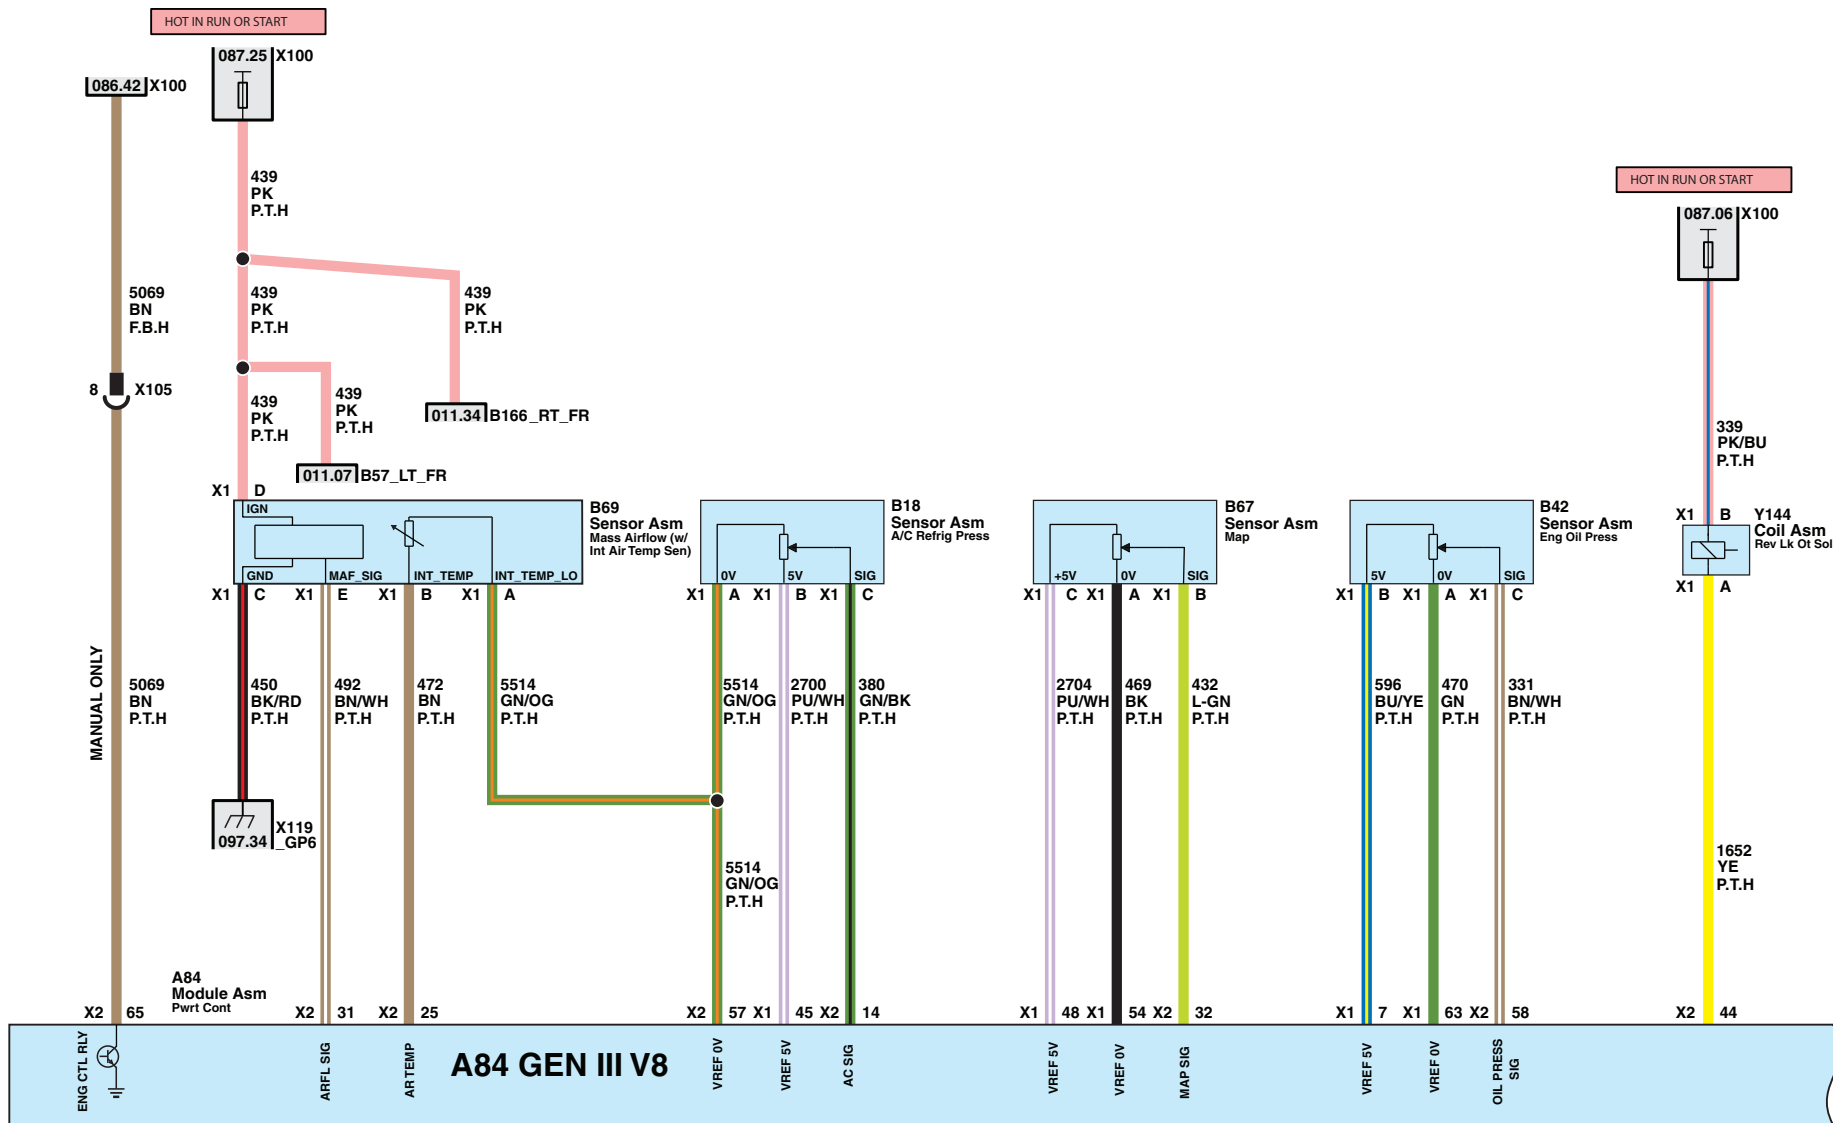 HOT IN RUN OR START
087.25 X100
086.42 X100
439
PK
P.T.H
HOT IN RUN OR START
087.06 X100
5069
BN
F.B.H
439
PK
P.T.H
439
PK
P.T.H
8 X105
439
PK
P.T.H
439
PK
P.T.H
011.34 B166_RT_FR
011.07 B57_LT_FR
339
PK/BU
P.T.H
X1 D
IGN
GND
MAF_SIG
INT_TEMP
INT_TEMP_LO
B69
Sensor Asm
Mass Airflow (w/
Int Air Temp Sen)
0V
5V
SIG
B18
Sensor Asm
A/C Refrig Press
+5V
0V
SIG
B67
Sensor Asm
Map
5V
0V
SIG
B42
Sensor Asm
Eng Oil Press
X1 B
Y144
Coil Asm
Rev Lk Ot Sol
X1 A
X1 C X1 E X1 B X1 A
X1 A X1 B X1 C
X1 C X1 A X1 B
X1 B X1 A X1 C
MANUAL ONLY
5069
BN
P.T.H
450
BK/RD
P.T.H
492
BN/WH
P.T.H
472
BN
P.T.H
5514
GN/OG
P.T.H
5514
GN/OG
P.T.H
2700
PU/WH
P.T.H
380
GN/BK
P.T.H
2704
PU/WH
P.T.H
469
BK
P.T.H
432
L-GN
P.T.H
596
BU/YE
P.T.H
470
GN
P.T.H
331
BN/WH
P.T.H
X119
097.34 _GP6
5514
GN/OG
P.T.H
1652
YE
P.T.H
A84
Module Asm
Pwrt Cont
X2 65 X2 31 X2 25 X2 57 X1 45 X2 14 X1 48 X1 54 X2 32 X1 7 X1 63 X2 58 X2 44
ENG CTL RLY
ARFL SIG
AR TEMP
A84 GEN III V8
VREF 0V
VREF 5V
AC SIG
VREF 5V
VREF 0V
MAP SIG
VREF 5V
VREF 0V
OIL PRESS
SIG